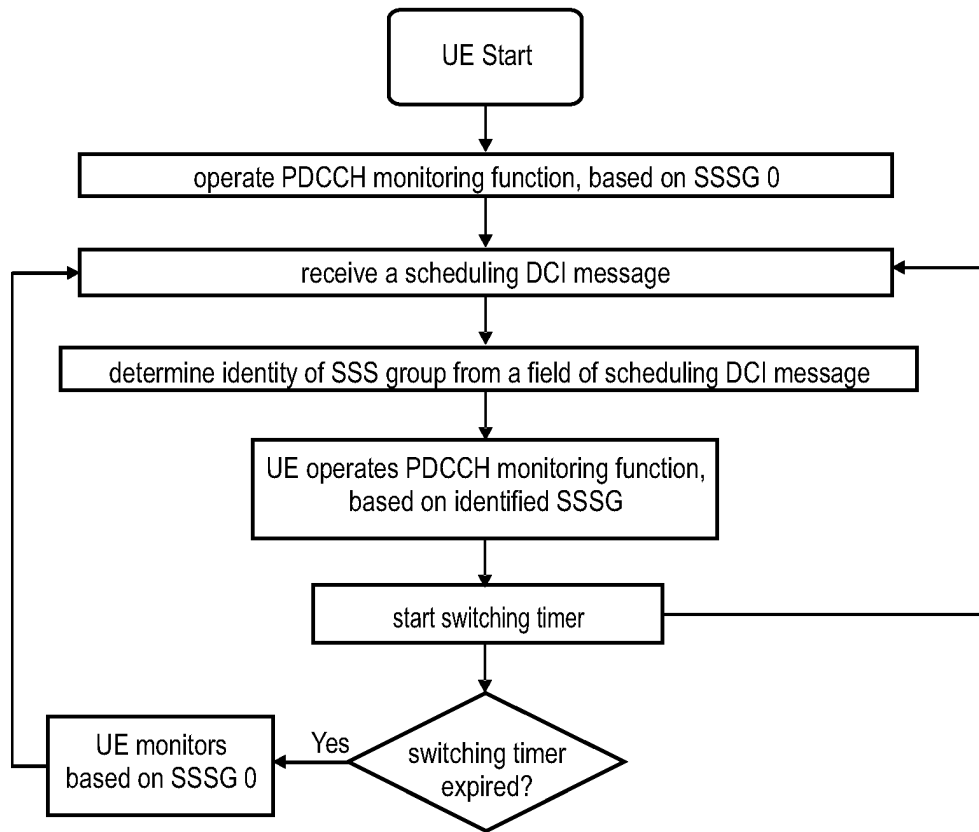 UE Start
operate PDCCH monitoring function, based on SSSG 0
receive a scheduling DCI message
determine identity of SSS group from a field of scheduling DCI message
UE operates PDCCH monitoring function,
based on identified SSSG
start switching timer
switching timer
expired?
Yes
UE monitors
based on SSSG 0